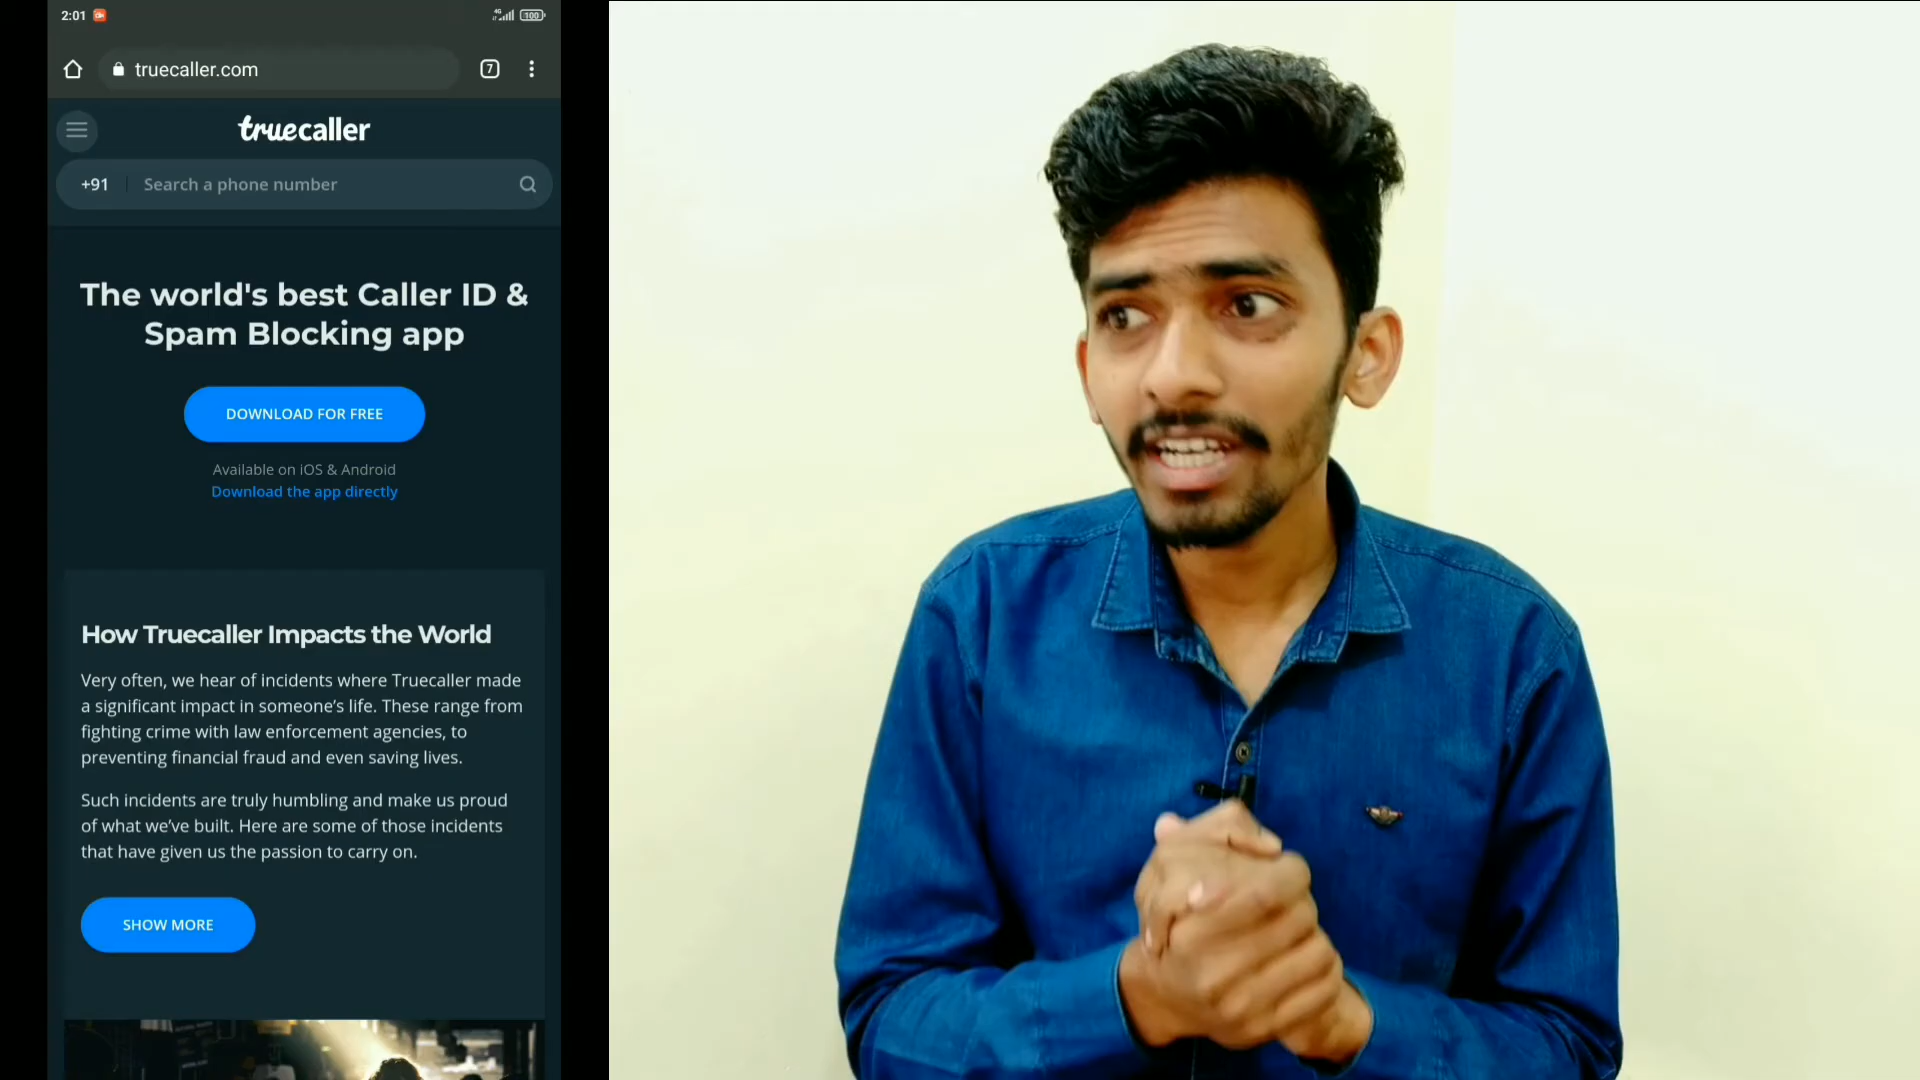 2:01
4G
100
truecaller.com
7
truecaller
+91
Search a phone number
The world's best Caller ID &
Spam Blocking app
DOWNLOAD FOR FREE
Available on iOS & Android
Download the app directly
How Truecaller Impacts the World
Very often, we hear of incidents where Truecaller made
a significant impact in someone’s life. These range from
fighting crime with law enforcement agencies, to
preventing financial fraud and even saving lives.
Such incidents are truly humbling and make us proud
of what we’ve built. Here are some of those incidents
that have given us the passion to carry on.
SHOW MORE